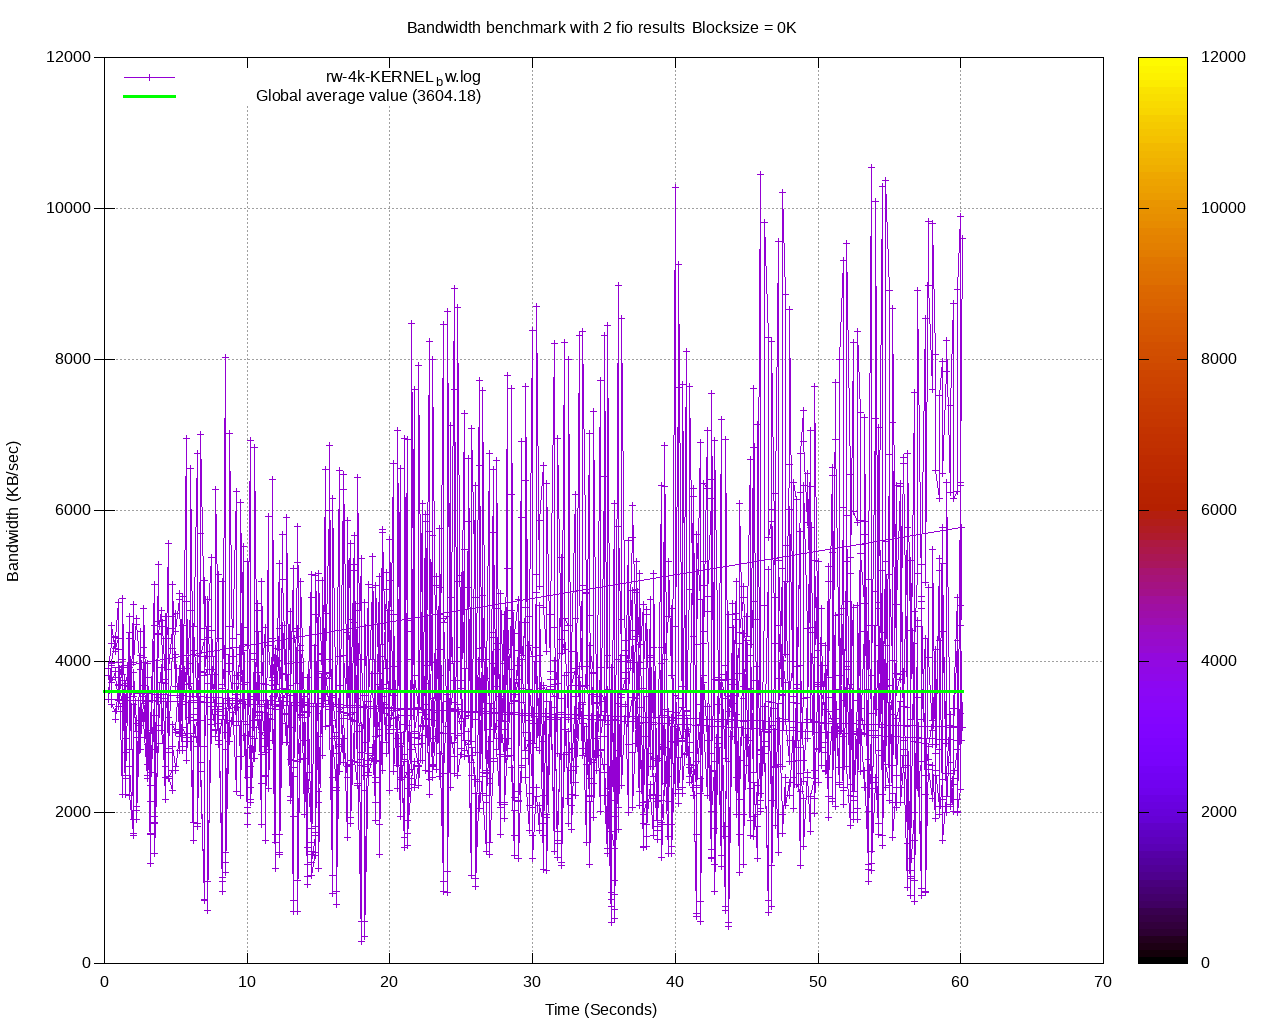 Bandwidth benchmark with 2 fio results Blocksize = 0K
rw-4k-KERNEL_bw.log
Global average value (3604.18)
12000
10000
8000
6000
4000
2000
0
Bandwidth (KB/sec)
0 10 20 30 40 50 60 70
Time (Seconds)
12000
10000
8000
6000
4000
2000
0